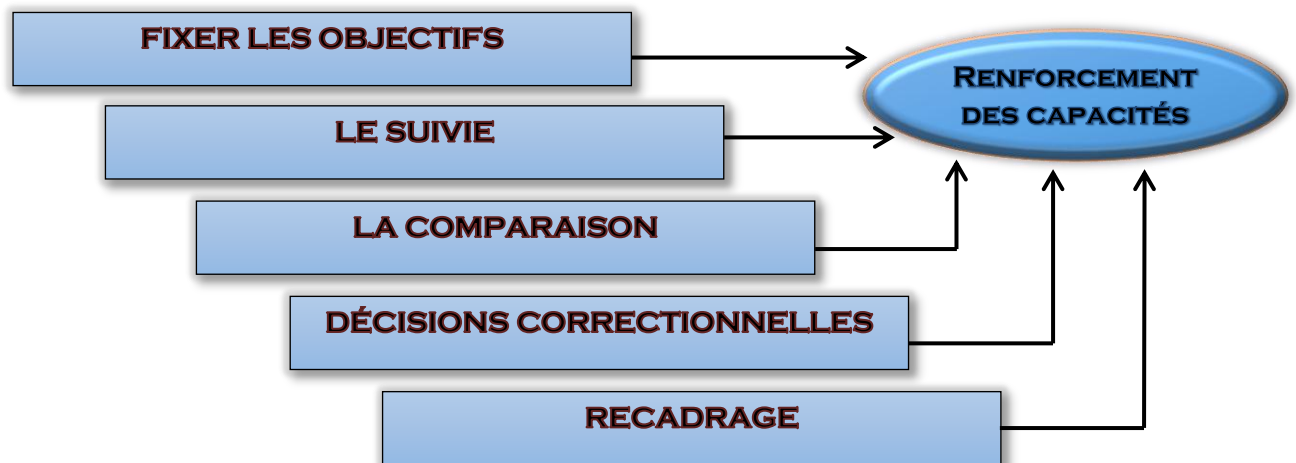 FIXER LES OBJECTIFS
RENFORCEMENT
DES CAPACITÉS
LE SUIVIE
LA COMPARAISON
DÉCISIONS CORRECTIONNELLES
RECADRAGE